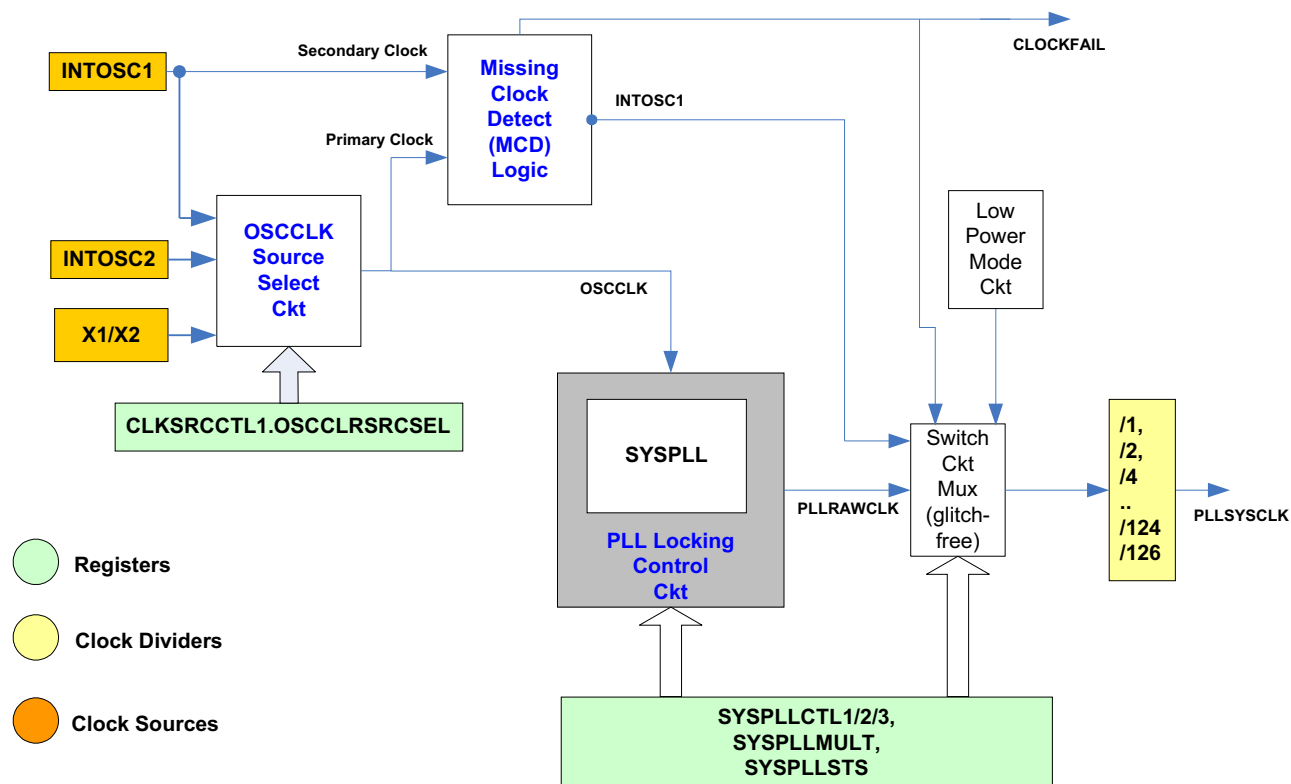 CLOCKFAIL
Secondary Clock
INTOSC1
Missing
Clock
Detect
(MCD)
Logic
INTOSC1
Primary Clock
Low
Power
Mode
Ckt
OSCCLK
Source
Select
Ckt
INTOSC2
X1/X2
OSCCLK
CLKSRCCTL1.OSCCLRSRCSEL
SYSPLL
PLL Locking
Control
Ckt
PLLRAWCLK
Switch
Ckt
Mux
(glitch-
free)
/1,
/2,
/4
..
/124
/126
PLLSYSCLK
Registers
Clock Dividers
Clock Sources
SYSPLLCTL1/2/3,
SYSPLLMULT,
SYSPLLSTS